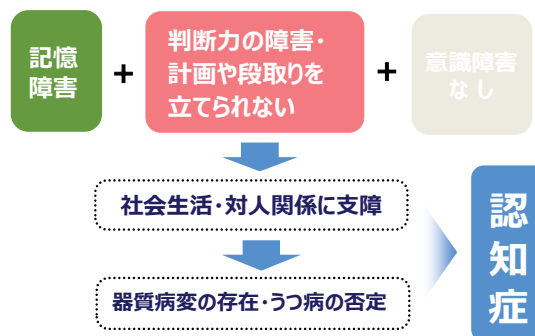 記憶
障害
+
判断力の障害・
計画や段取りを
立てられない
+
意識障害
なし
社会生活・対人関係に支障
器質病変の存在・うつ病の否定
認知症